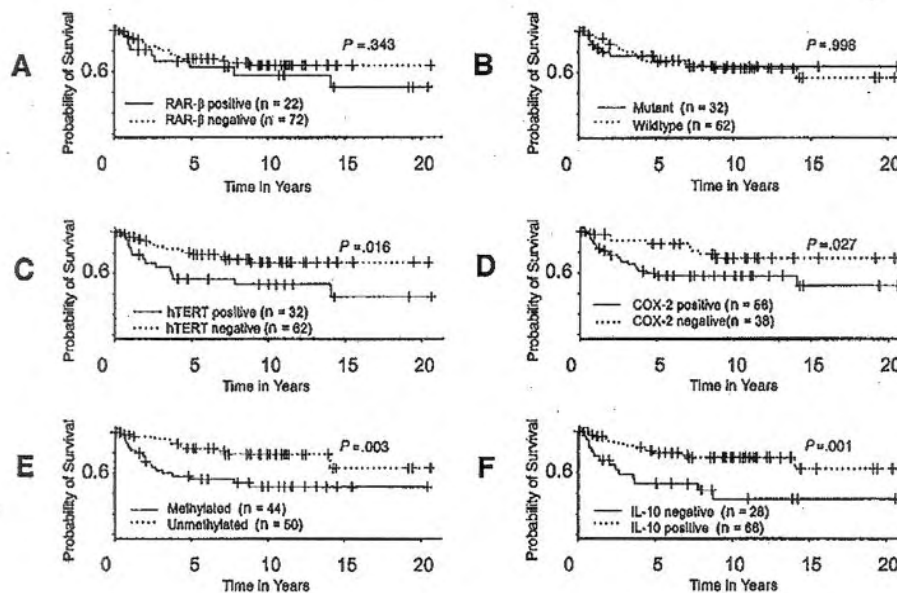 A
Probability of Survival
0.6
P =.343
RAR-β positive (n = 22)
RAR-β negative (n = 72)
0 5 10 15 20
Time in Years
B
Probability of Survival
0.6
P =.998
Mutant (n = 32)
Wildtype (n = 62)
0 5 10 15 20
Time in Years
C
Probability of Survival
0.6
P =.016
hTERT positive (n = 32)
hTERT negative (n = 62)
0 5 10 15 20
Time in Years
D
Probability of Survival
0.6
P =.027
COX-2 positive (n = 56)
COX-2 negative(n = 38)
0 5 10 15 20
Time in Years
E
Probability of Survival
0.6
P =.003
Methylated (n = 44)
Unmethylated (n = 50)
0 5 10 15 20
Time in Years
F
Probability of Survival
0.6
P =.001
IL-10 negative (n = 28)
IL-10 positive (n = 66)
0 5 10 15 20
Time in Years